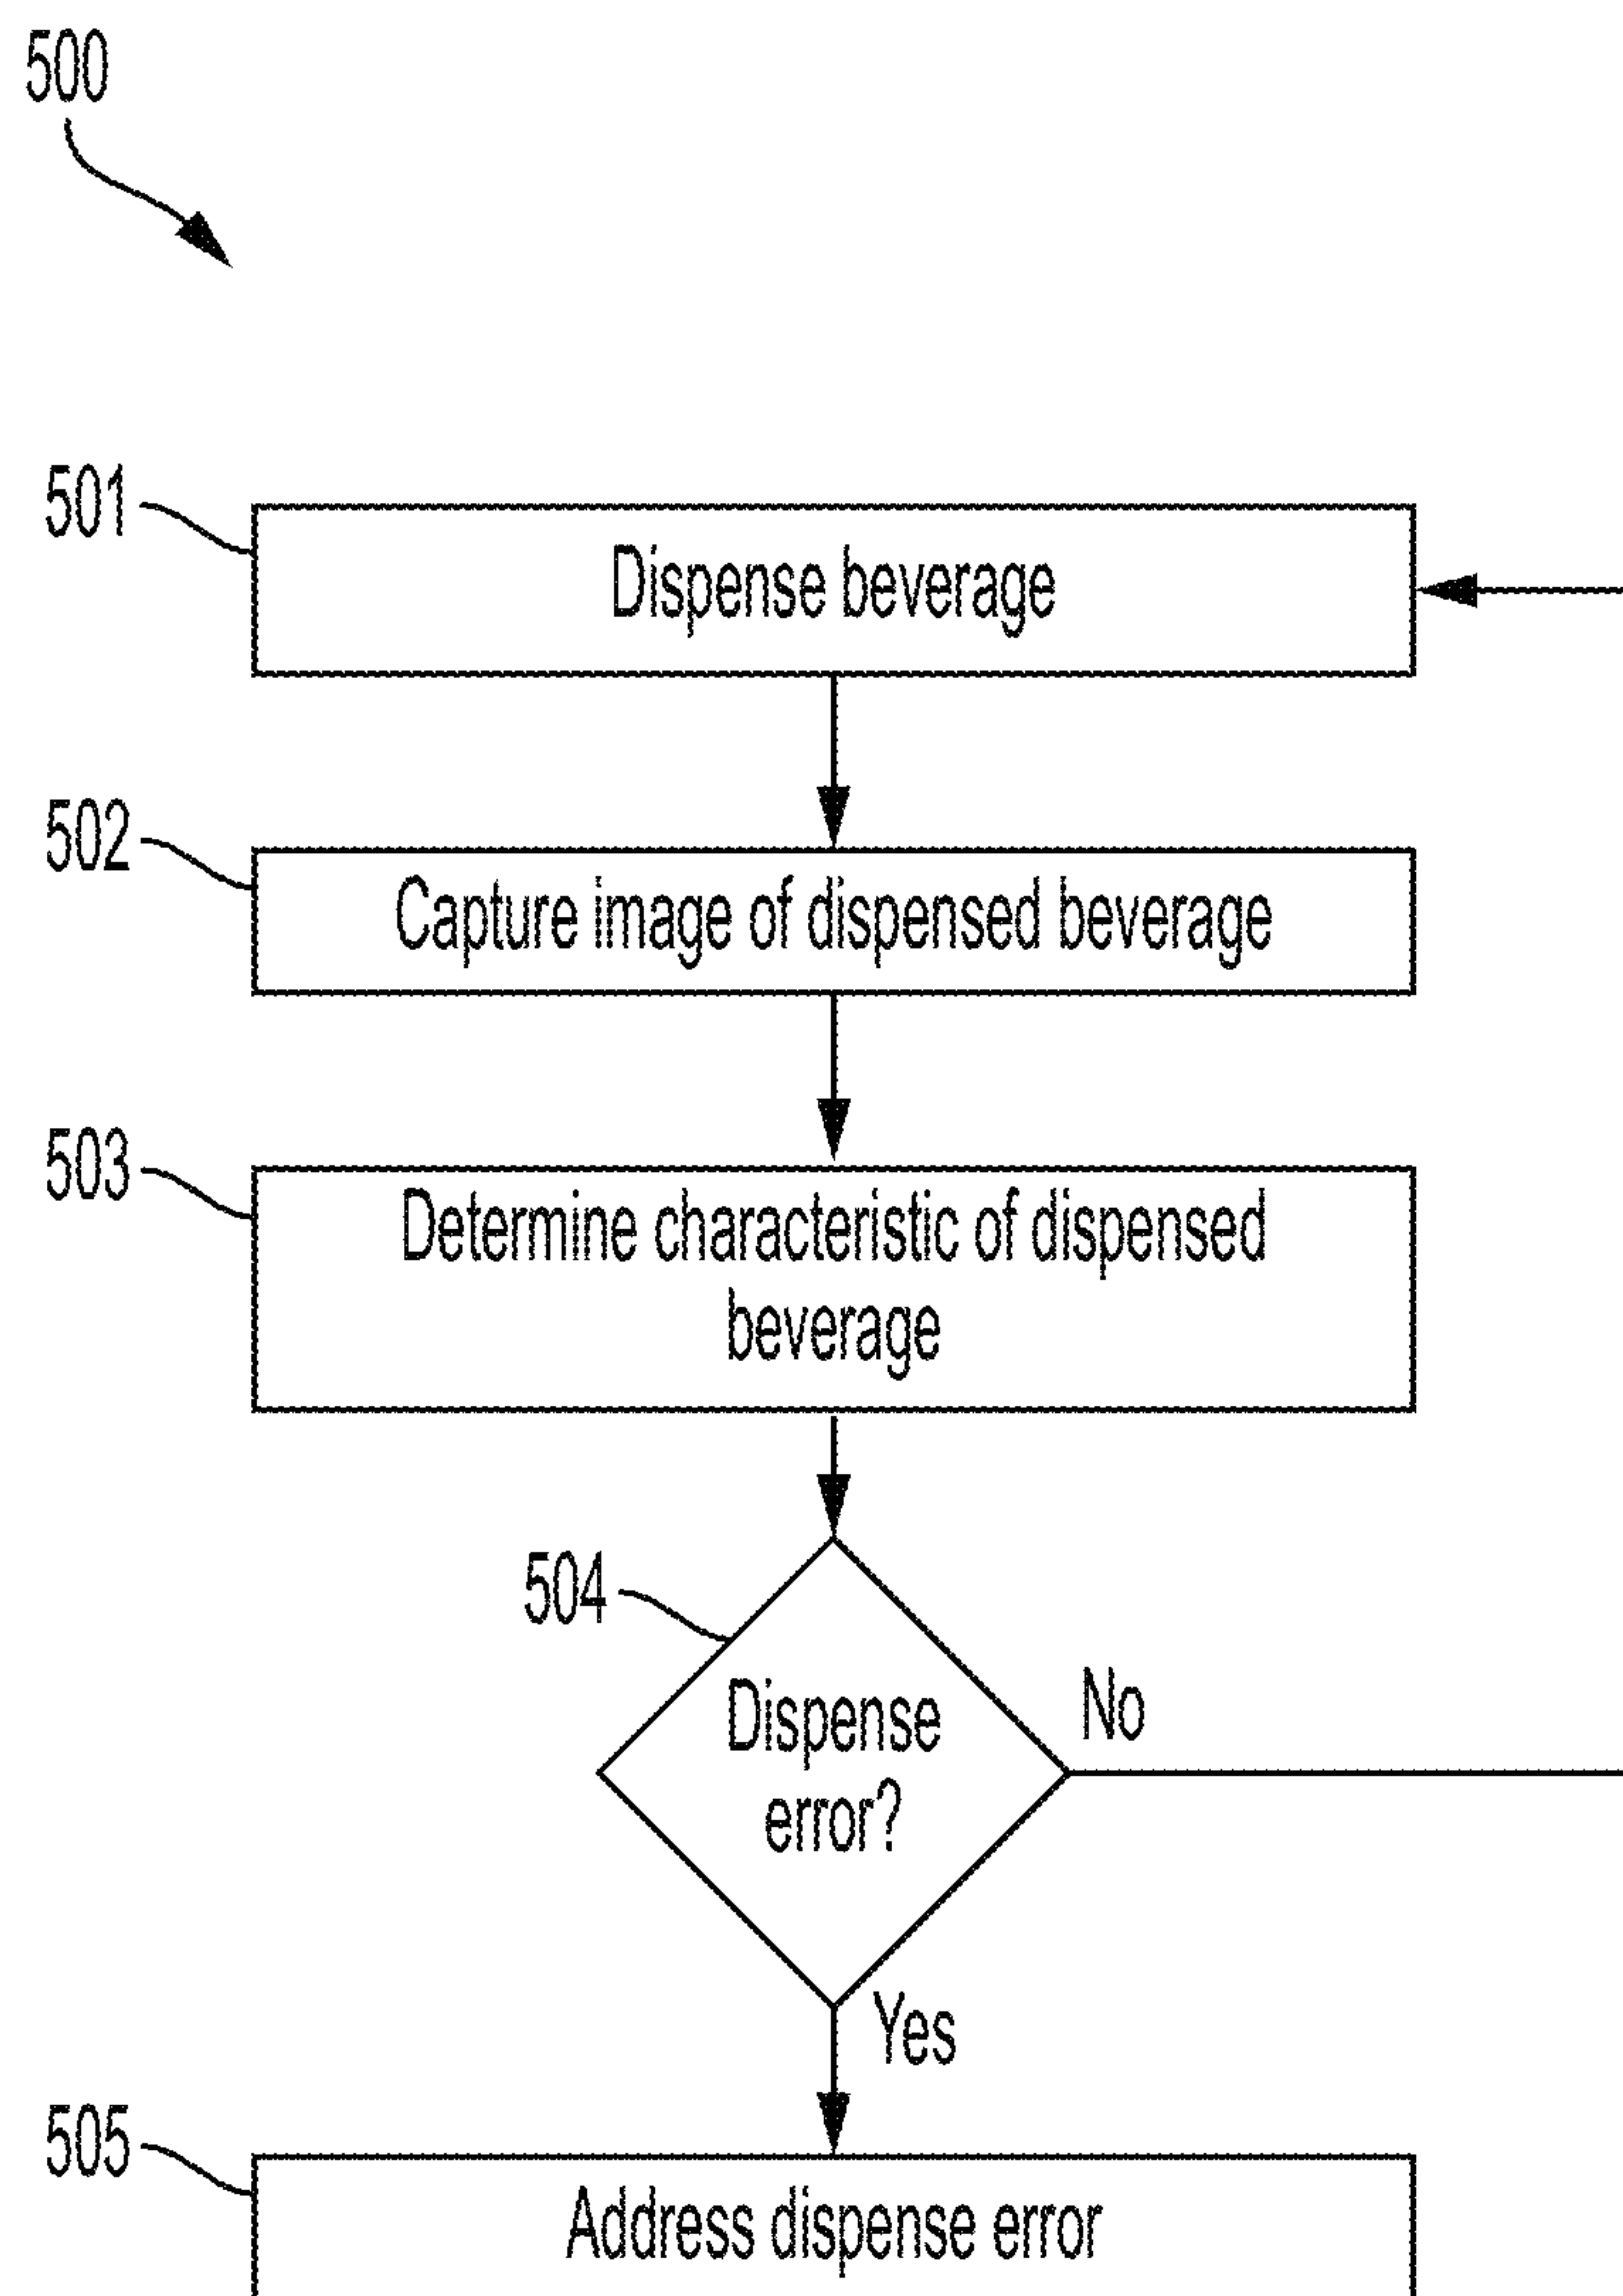 500
501
Dispense beverage
502
Capture image of dispensed beverage
503
Determine characteristic of dispensed
beverage
504
Dispense
error?
No
Yes
505
Address dispense error